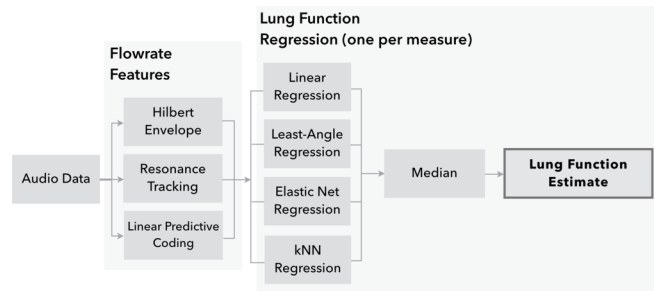 Lung Function
Regression (one per measure)
Flowrate
Features
Audio Data
Hilbert
Envelope
Resonance
Tracking
Linear Predictive
Coding
Linear
Regression
Least-Angle
Regression
Elastic Net
Regression
kNN
Regression
Median
Lung Function
Estimate